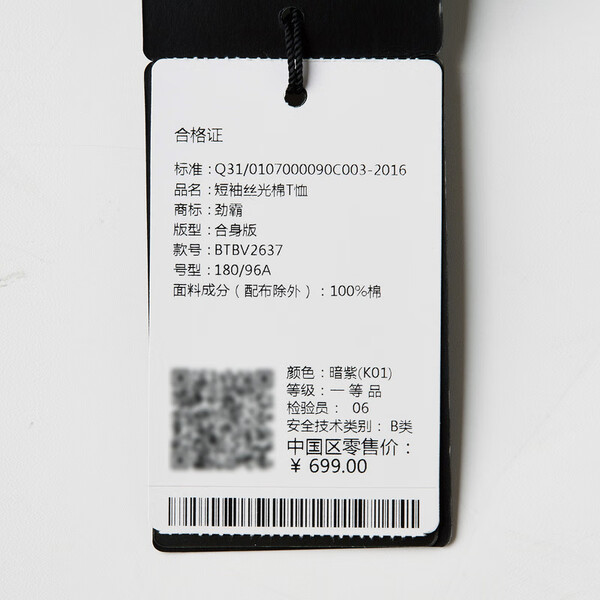 合格证
标准：Q31/0107000090C003-2016
品名：短袖丝光棉T恤
商标：劲霸
版型：合身版
款号：BTBV2637
号型：180/96A
面料成分（配布除外）：100%棉
颜色：暗紫(K01)
等级：一 等 品
检验员： 06
安全技术类别： B类
中国区零售价：
¥ 699.00